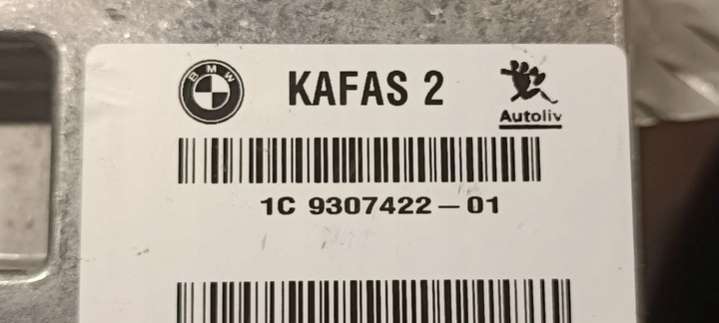 BMW
KAFAS 2
Autoliv
1C 9307422-01